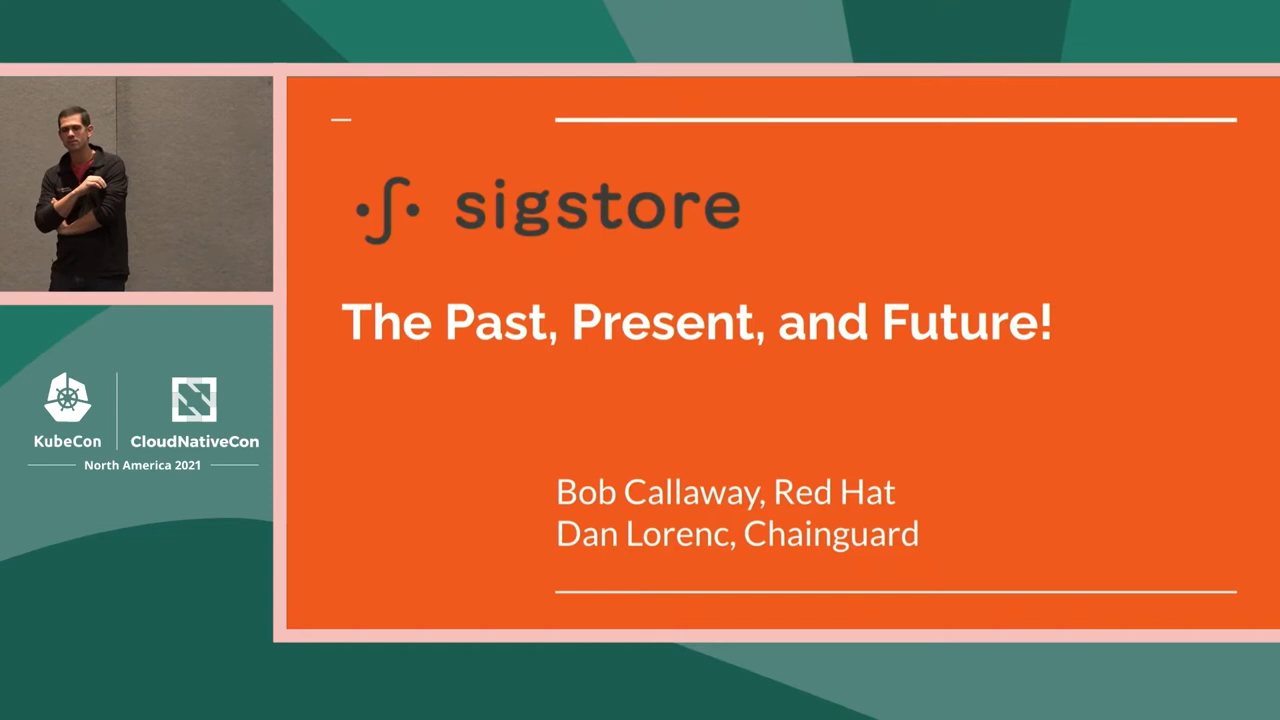 sigstore
The Past, Present, and Future!
Bob Callaway, Red Hat
Dan Lorenc, Chainguard
KubeCon
CloudNativeCon
North America 2021